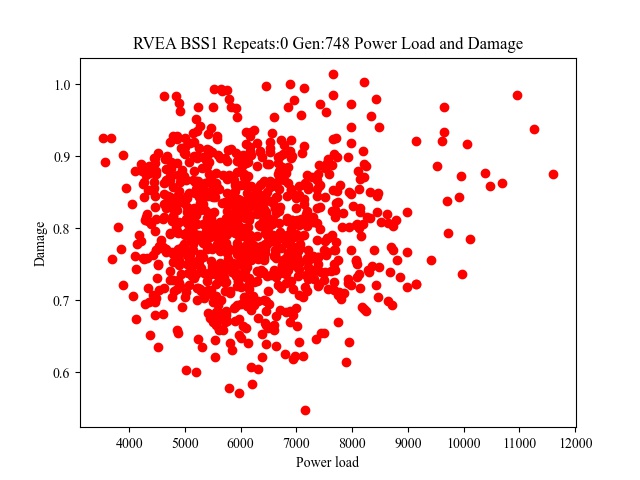 RVEA BSS1 Repeats:0 Gen:748 Power Load and Damage
1.0
0.9
0.8
0.7
0.6
Damage
4000 5000 6000 7000 8000 9000 10000 11000 12000
Power load